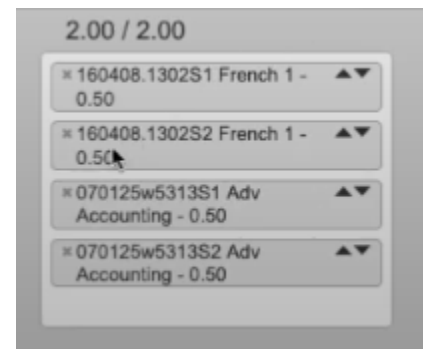 2.00 / 2.00
× 160408.1302S1 French 1 -
0.50
× 160408.1302S2 French 1 -
0.50
× 070125w5313S1 Adv
Accounting - 0.50
× 070125w5313S2 Adv
Accounting - 0.50